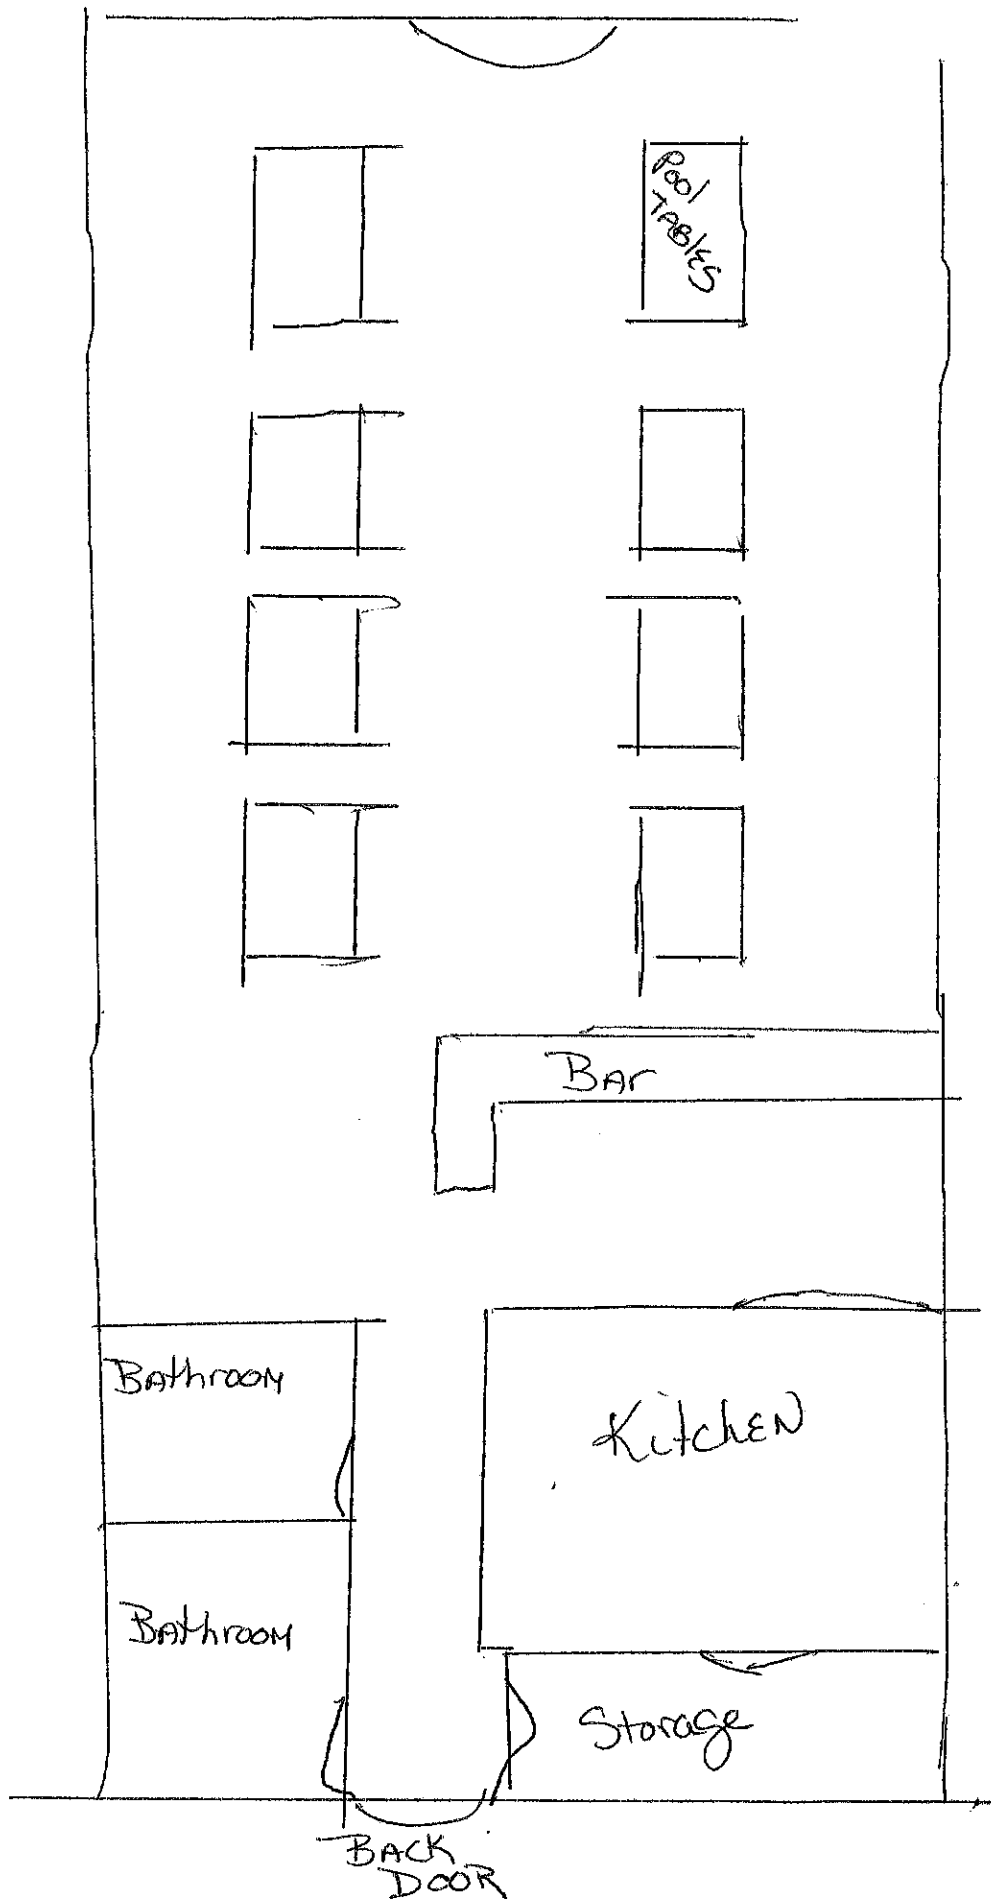 Pool
TABLES
BAr
BAthrooM
KitchEN
BAthrooM
Storage
BACK
DOOR